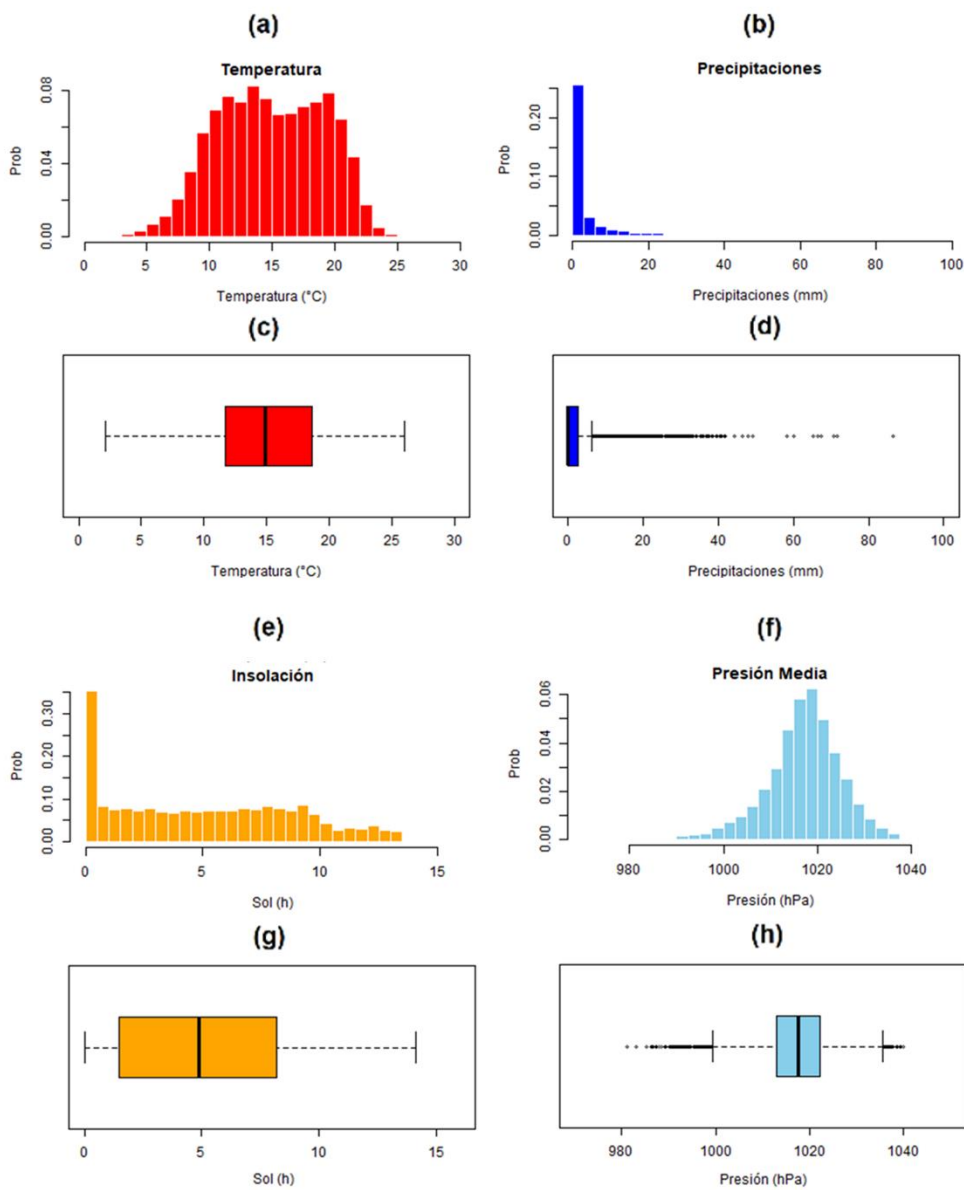 (a)
Temperatura
Prob
0.00
0.04
0.08
0 5 10 15 20 25 30
Temperatura (°C)
(b)
Precipitaciones
Prob
0.00
0.10
0.20
0 20 40 60 80 100
Precipitaciones (mm)
(c)
0 5 10 15 20 25 30
Temperatura (°C)
(d)
0 20 40 60 80 100
Precipitaciones (mm)
(e)
Insolación
Prob
0.00
0.10
0.20
0.30
0 5 10 15
Sol (h)
(f)
Presión Media
Prob
0.00
0.02
0.04
0.06
980 1000 1020 1040
Presión (hPa)
(g)
0 5 10 15
Sol (h)
(h)
980 1000 1020 1040
Presión (hPa)